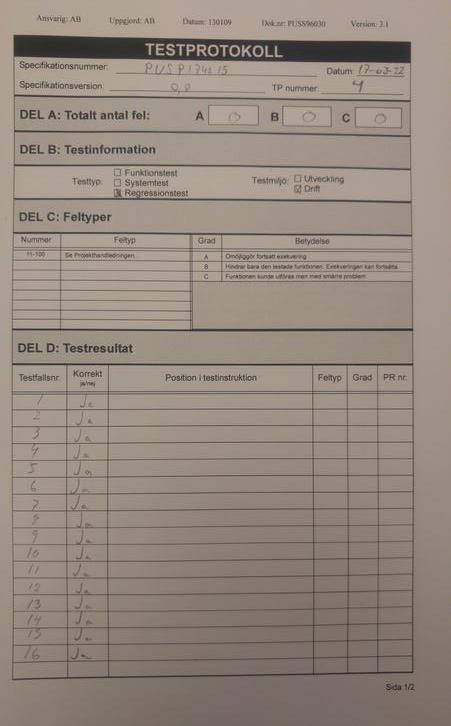 Ansvarig: AB Uppgjord: AB Datum: 130109 Dok.nr: PUSS96030 Version: 3.1
TESTPROTOKOLL
Specifikationsnummer: PUSP174215 Datum: 17-03-22
Specifikationsversion: 0,8 TP nummer: 4
DEL A: Totalt antal fel: A 0 B 0 C 0
DEL B: Testinformation
Testtyp: Funktionstest
Systemtest
Regressionstest
Testmiljö: Utveckling
Drift
DEL C: Feltyper
Nummer Feltyp Grad Betydelse
11-100 Se Projekthandledningen... A Omöjliggör fortsatt exekvering
B Hindrar bara den testade funktionen. Exekveringen kan fortsätta
C Funktionen kunde utföras men med smärre problem
DEL D: Testresultat
Testfallsnr. Korrekt ja/nej Position i testinstruktion Feltyp Grad PR nr.
1 Ja
2 Ja
3 Ja
4 Ja
5 Ja
6 Ja
7 Ja
8 Ja
9 Ja
10 Ja
11 Ja
12 Ja
13 Ja
14 Ja
15 Ja
16 Ja
Sida 1/2